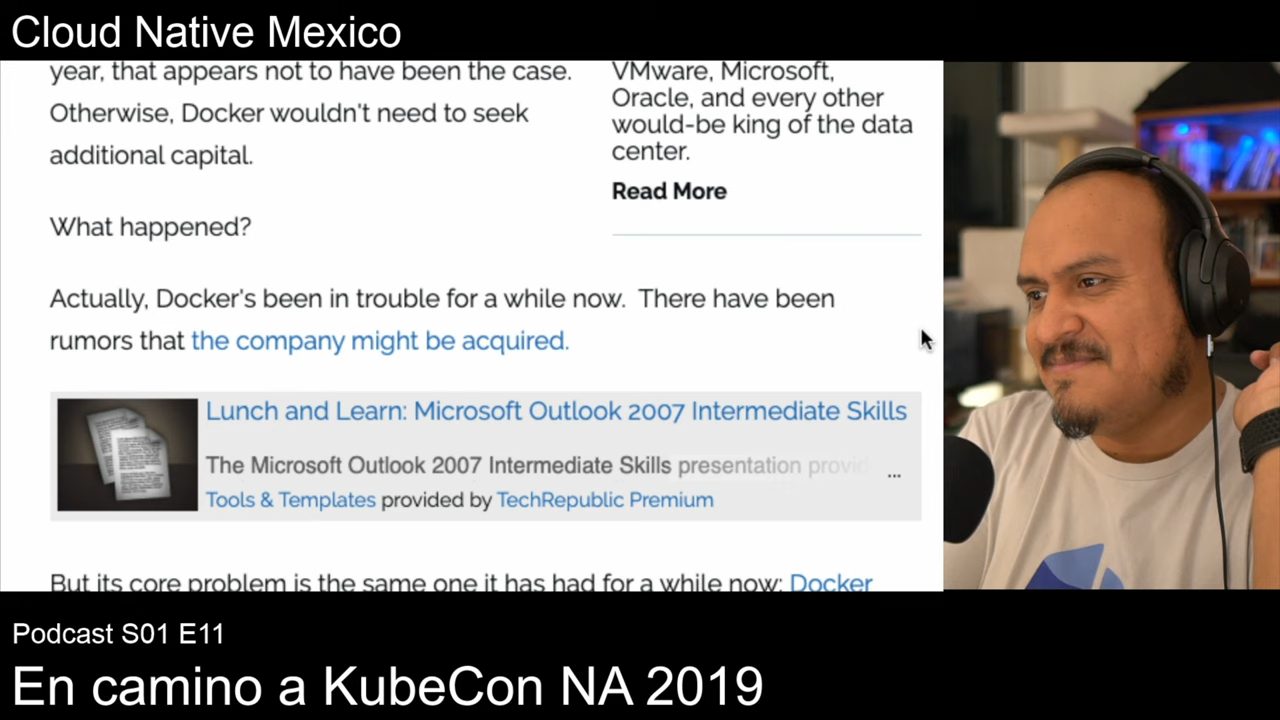 Cloud Native Mexico
year, that appears not to have been the case.
Otherwise, Docker wouldn't need to seek
additional capital.
What happened?
VMware, Microsoft,
Oracle, and every other
would-be king of the data
center.
Read More
Actually, Docker's been in trouble for a while now. There have been
rumors that the company might be acquired.
Lunch and Learn: Microsoft Outlook 2007 Intermediate Skills
The Microsoft Outlook 2007 Intermediate Skills presentation provid
...
Tools & Templates provided by TechRepublic Premium
But its core problem is the same one it has had for a while now: Docker
Podcast S01 E11
En camino a KubeCon NA 2019